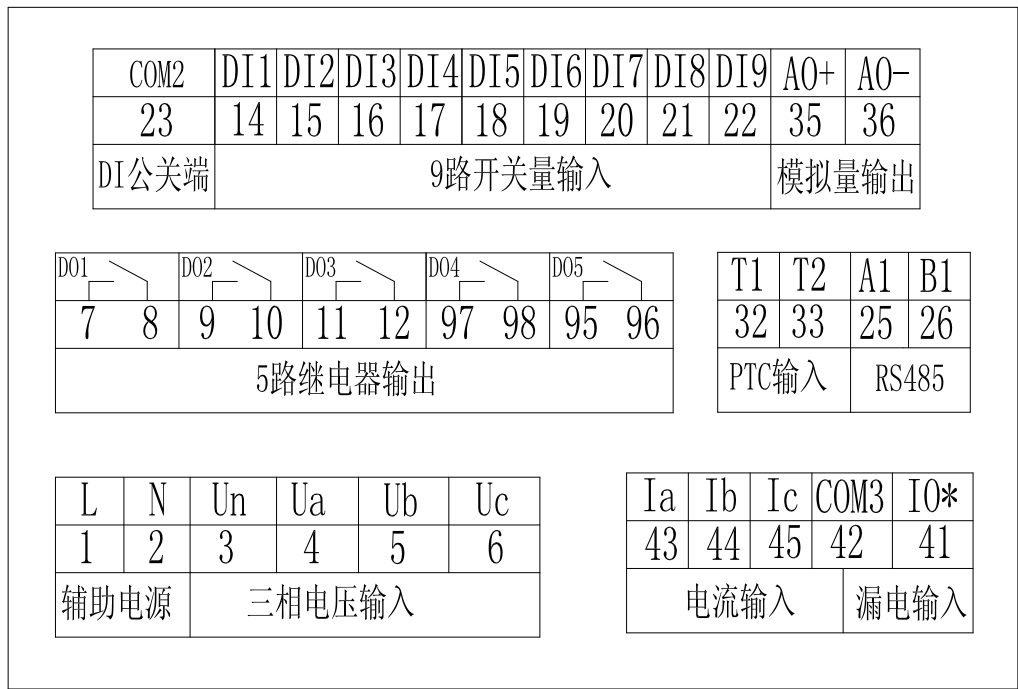 COM2 DI1 DI2 DI3 DI4 DI5 DI6 DI7 DI8 DI9 AO+ AO-
23 14 15 16 17 18 19 20 21 22 35 36
DI公关端 9路开关量输入 模拟量输出
DO1 DO2 DO3 DO4 DO5
7 8 9 10 11 12 97 98 95 96
5路继电器输出
T1 T2 A1 B1
32 33 25 26
PTC输入 RS485
L N Un Ua Ub Uc
1 2 3 4 5 6
辅助电源 三相电压输入
Ia Ib Ic COM3 IO*
43 44 45 42 41
电流输入 漏电输入